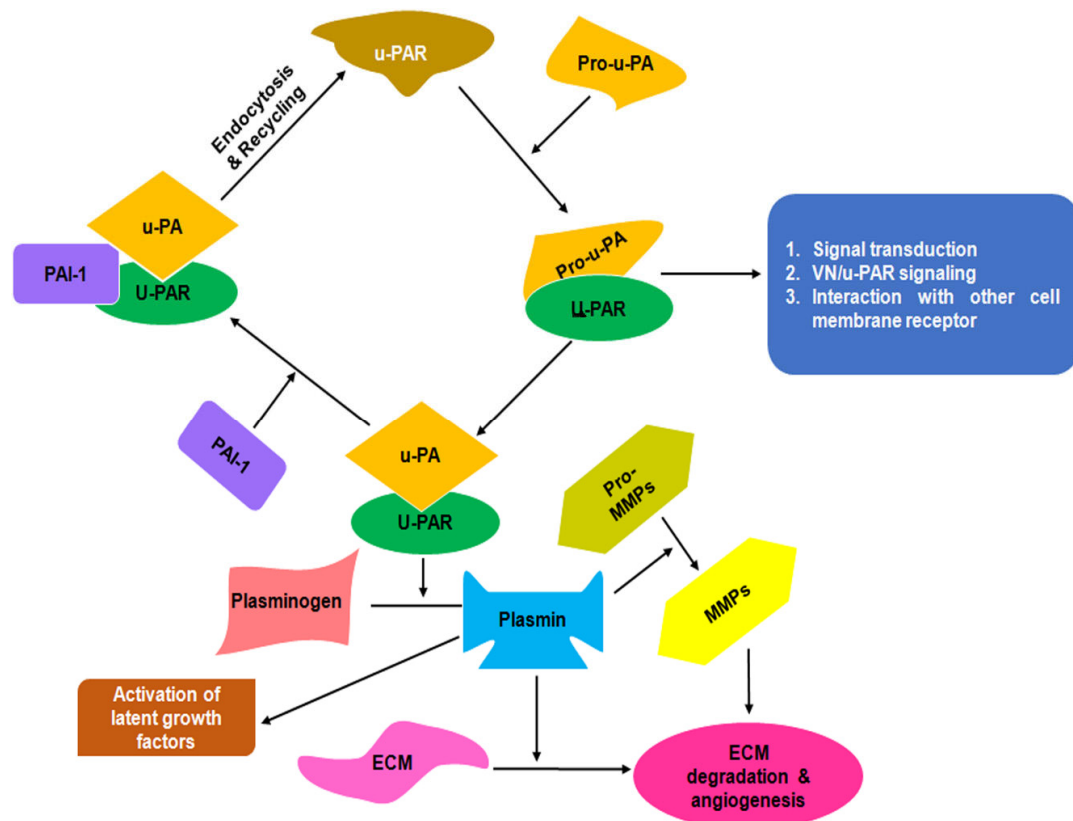 u-PAR
Pro-u-PA
Endocytosis
& Recycling
u-PA
PAI-1
U-PAR
Pro-u-PA
U-PAR
1. Signal transduction
2. VN/u-PAR signaling
3. Interaction with other cell
membrane receptor
PAI-1
u-PA
U-PAR
Pro-
MMPs
MMPs
Plasminogen
Plasmin
Activation of
latent growth
factors
ECM
ECM
degradation &
angiogenesis